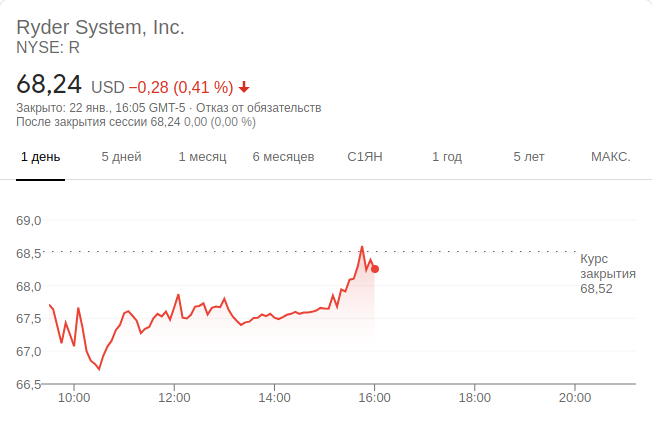 Ryder System, Inc.
NYSE: R
68,24 USD −0,28 (0,41 %)
Закрыто: 22 янв., 16:05 GMT-5 · Отказ от обязательств
После закрытия сессии 68,24 0,00 (0,00 %)
1 день 5 дней 1 месяц 6 месяцев С1ЯН 1 год 5 лет МАКС.
69,0
68,5
Курс
закрытия
68,52
68,0
67,5
67,0
66,5
10:00 12:00 14:00 16:00 18:00 20:00